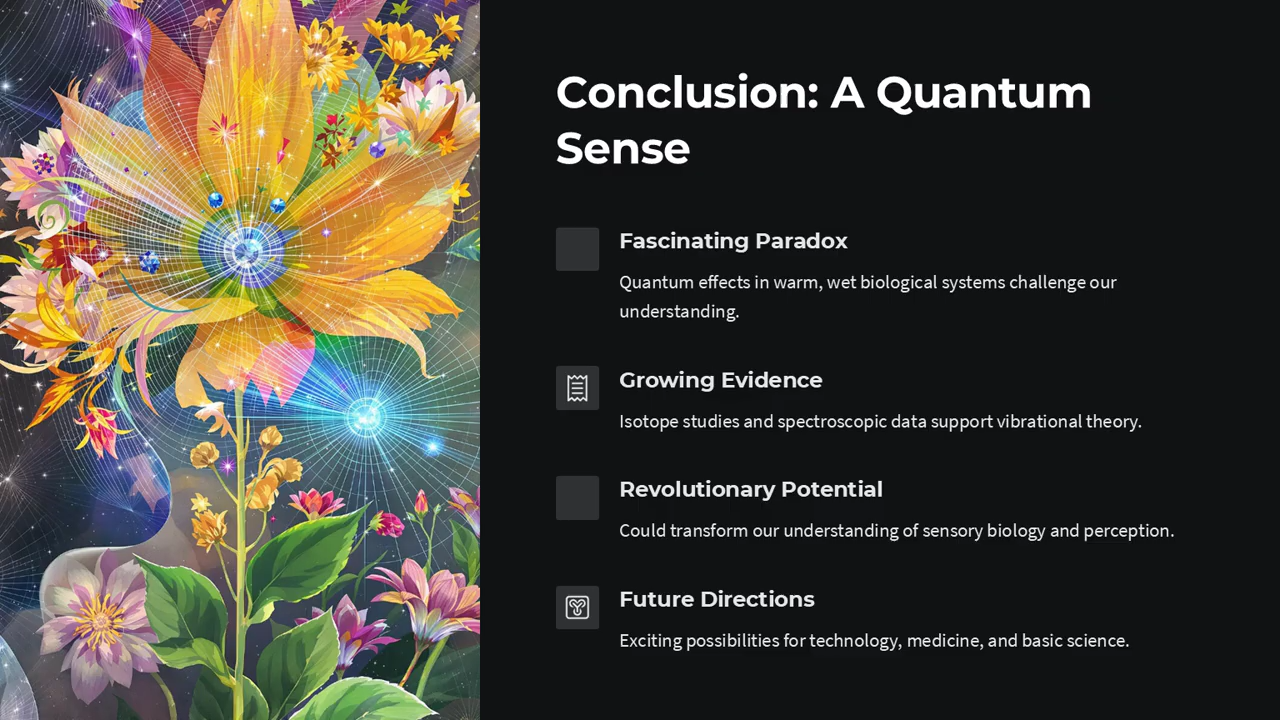 Conclusion: A Quantum
Sense
Fascinating Paradox
Quantum effects in warm, wet biological systems challenge our
understanding.
Growing Evidence
Isotope studies and spectroscopic data support vibrational theory.
Revolutionary Potential
Could transform our understanding of sensory biology and perception.
Future Directions
Exciting possibilities for technology, medicine, and basic science.